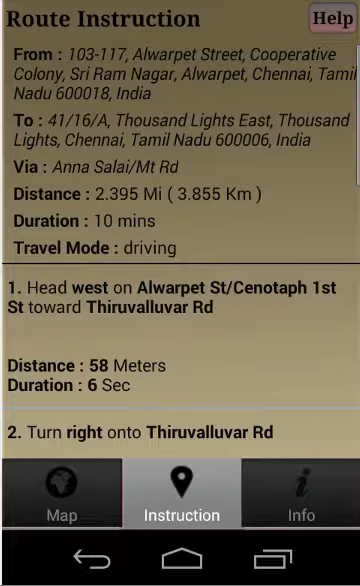 Route Instruction
Help
From : 103-117, Alwarpet Street, Cooperative
Colony, Sri Ram Nagar, Alwarpet, Chennai, Tamil
Nadu 600018, India
To : 41/16/A, Thousand Lights East, Thousand
Lights, Chennai, Tamil Nadu 600006, India
Via : Anna Salai/Mt Rd
Distance : 2.395 Mi ( 3.855 Km )
Duration : 10 mins
Travel Mode : driving
1. Head west on Alwarpet St/Cenotaph 1st
St toward Thiruvalluvar Rd
Distance : 58 Meters
Duration : 6 Sec
2. Turn right onto Thiruvalluvar Rd
Map
Instruction
Info